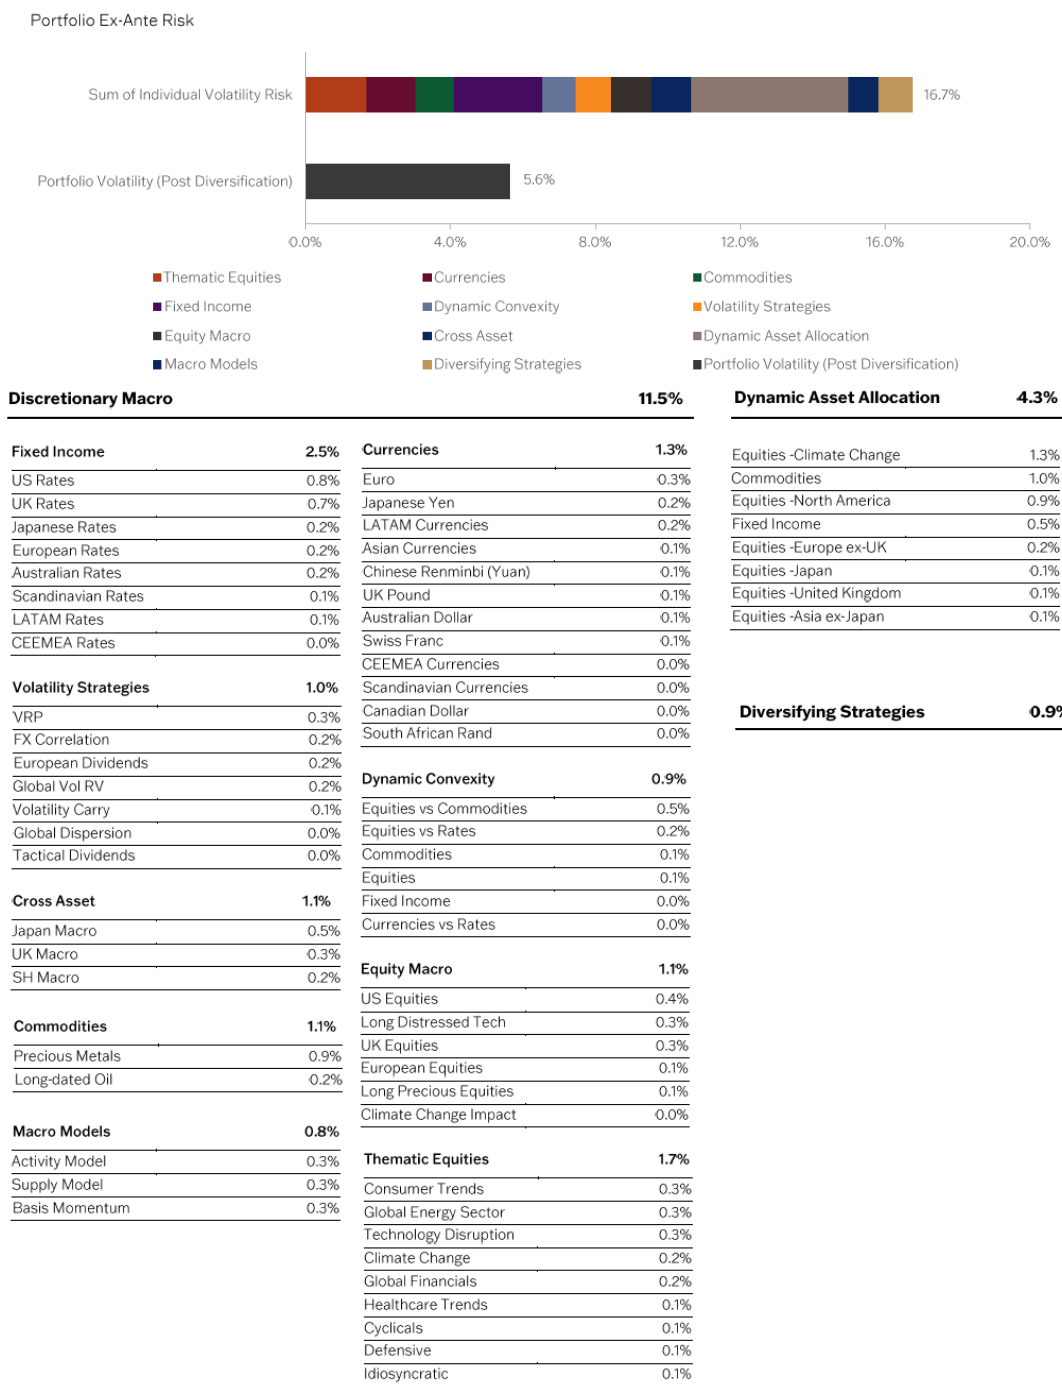 Portfolio Ex-Ante Risk
Sum of Individual Volatility Risk 16.7%
Portfolio Volatility (Post Diversification) 5.6%
0.0% 4.0% 8.0% 12.0% 16.0% 20.0%
Thematic Equities Currencies Commodities
Fixed Income Dynamic Convexity Volatility Strategies
Equity Macro Cross Asset Dynamic Asset Allocation
Macro Models Diversifying Strategies Portfolio Volatility (Post Diversification)
Discretionary Macro 11.5%
Fixed Income 2.5%
US Rates 0.8%
UK Rates 0.7%
Japanese Rates 0.2%
European Rates 0.2%
Australian Rates 0.2%
Scandinavian Rates 0.1%
LATAM Rates 0.1%
CEEMEA Rates 0.0%
Volatility Strategies 1.0%
VRP 0.3%
FX Correlation 0.2%
European Dividends 0.2%
Global Vol RV 0.2%
Volatility Carry 0.1%
Global Dispersion 0.0%
Tactical Dividends 0.0%
Cross Asset 1.1%
Japan Macro 0.5%
UK Macro 0.3%
SH Macro 0.2%
Commodities 1.1%
Precious Metals 0.9%
Long-dated Oil 0.2%
Macro Models 0.8%
Activity Model 0.3%
Supply Model 0.3%
Basis Momentum 0.3%
Currencies 1.3%
Euro 0.3%
Japanese Yen 0.2%
LATAM Currencies 0.2%
Asian Currencies 0.1%
Chinese Renminbi (Yuan) 0.1%
UK Pound 0.1%
Australian Dollar 0.1%
Swiss Franc 0.1%
CEEMEA Currencies 0.0%
Scandinavian Currencies 0.0%
Canadian Dollar 0.0%
South African Rand 0.0%
Dynamic Convexity 0.9%
Equities vs Commodities 0.5%
Equities vs Rates 0.2%
Commodities 0.1%
Equities 0.1%
Fixed Income 0.0%
Currencies vs Rates 0.0%
Equity Macro 1.1%
US Equities 0.4%
Long Distressed Tech 0.3%
UK Equities 0.3%
European Equities 0.1%
Long Precious Equities 0.1%
Climate Change Impact 0.0%
Thematic Equities 1.7%
Consumer Trends 0.3%
Global Energy Sector 0.3%
Technology Disruption 0.3%
Climate Change 0.2%
Global Financials 0.2%
Healthcare Trends 0.1%
Cyclicals 0.1%
Defensive 0.1%
Idiosyncratic 0.1%
Dynamic Asset Allocation 4.3%
Equities -Climate Change 1.3%
Commodities 1.0%
Equities -North America 0.9%
Fixed Income 0.5%
Equities -Europe ex-UK 0.2%
Equities -Japan 0.1%
Equities -United Kingdom 0.1%
Equities -Asia ex-Japan 0.1%
Diversifying Strategies 0.9%